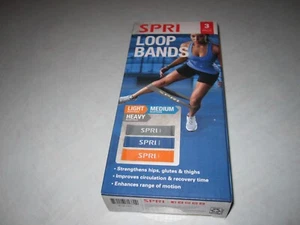 SPRI
3
LOOP
BANDS
LIGHT
MEDIUM
HEAVY
SPRI
SPRI
SPRI
• Strengthens hips, glutes & thighs
• Improves circulation & recovery time
• Enhances range of motion
SPRI